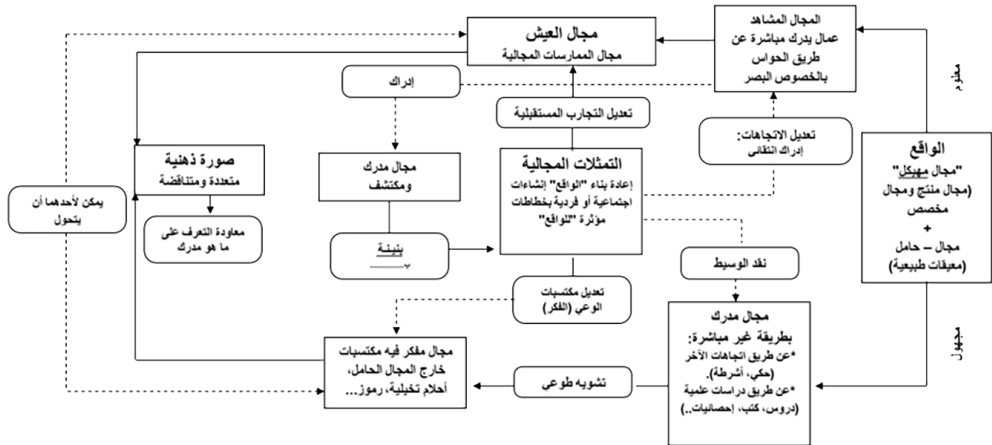 الواقع
"مجال مهيكل"
(مجال منتج ومجال
مخصص
+
مجال – حامل
(معيقات طبيعية)
معلوم
مجهول
المجال المشاهد
عمال يدرك مباشرة عن
طريق الحواس
بالخصوص البصر
مجال العيش
مجال الممارسات المجالية
إدراك
تعديل التجارب المستقبلية
تعديل الاتجاهات:
إدراك انتقائى
صورة ذهنية
متعددة ومتناقضة
مجال مدرك
ومكتشف
التمثلات المجالية
إعادة بناء "الواقع" إنشاءات
اجتماعية أو فردية بخطاطات
مؤثرة "للواقع"
يمكن لأحدهما أن
يتحول
معاودة التعرف على
ما هو مدرك
بنينة
ب............
نقد الوسيط
تعديل مكتسبات
الوعي (الفكر)
مجال مدرك
بطريقة غير مباشرة:
*عن طريق اتجاهات الآخر
(حكي، أشرطة).
*عن طريق دراسات علمية
(دروس، كتب، إحصائيات..)
تشويه طوعي
مجال مفكر فيه مكتسبات
خارج المجال الحامل،
أحلام تخيلية، رموز...